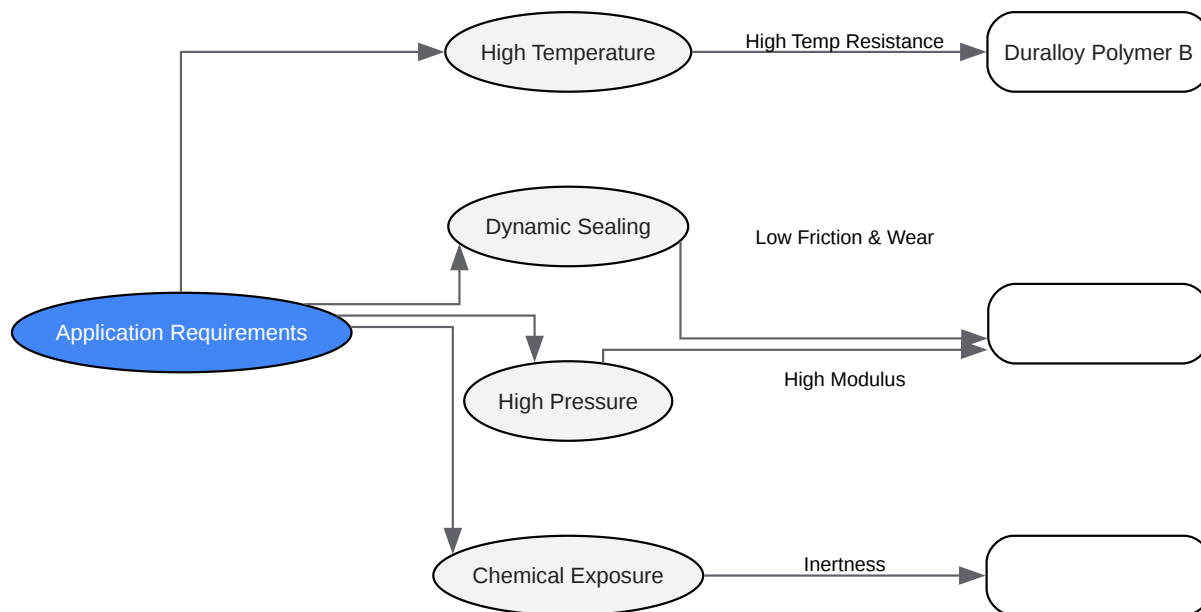 High Temperature
High Temp Resistance
Duralloy Polymer B
Dynamic Sealing
Low Friction & Wear
Application Requirements
High Modulus
High Pressure
Chemical Exposure
Inertness